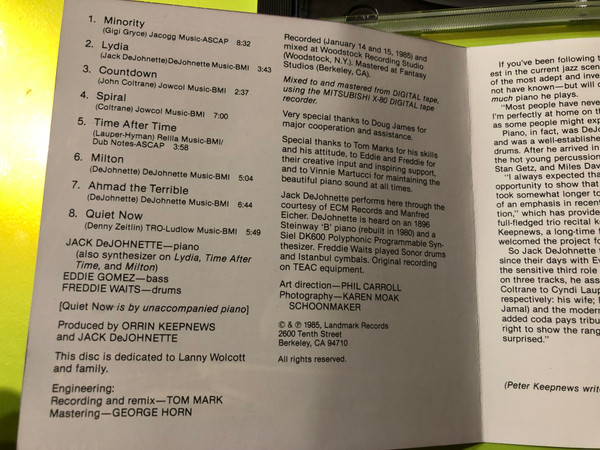 1. Minority
(Gigi Gryce) Jacogg Music-ASCAP 8:32
2. Lydia
(Jack DeJohnette)DeJohnette Music-BMI 3:43
3. Countdown
(John Coltrane) Jowcol Music-BMI 2:37
4. Spiral
(Coltrane) Jowcol Music-BMI 7:00
5. Time After Time
(Lauper-Hyman) Rellla Music-BMI/
Dub Notes-ASCAP 3:58
6. Milton
(DeJohnette) DeJohnette Music-BMI 5:04
7. Ahmad the Terrible
(DeJohnette) DeJohnette Music-BMI 6:44
8. Quiet Now
(Denny Zeitlin) TRO-Ludlow Music-BMI 5:49
JACK DeJOHNETTE—piano
(also synthesizer on Lydia, Time After
Time, and Milton)
EDDIE GOMEZ—bass
FREDDIE WAITS—drums
[Quiet Now is by unaccompanied piano]
Produced by ORRIN KEEPNEWS
and JACK DeJOHNETTE
This disc is dedicated to Lanny Wolcott
and family.
Engineering:
Recording and remix—TOM MARK
Mastering—GEORGE HORN
Recorded (January 14 and 15, 1985) and
mixed at Woodstock Recording Studio
(Woodstock, N.Y.). Mastered at Fantasy
Studios (Berkeley, CA).
Mixed to and mastered from DIGITAL tape,
using the MITSUBISHI X-80 DIGITAL tape
recorder.
Very special thanks to Doug James for
major cooperation and assistance.
Special thanks to Tom Marks for his skills
and his attitude, to Eddie and Freddie for
their creative input and inspiring support,
and to Vinnie Martucci for maintaining the
beautiful piano sound at all times.
Jack DeJohnette performs here through the
courtesy of ECM Records and Manfred
Eicher. DeJohnette is heard on an 1896
Steinway 'B' piano (rebuilt in 1980) and a
Siel DK600 Polyphonic Programmable Syn-
thesizer. Freddie Waits played Sonor drums
and Istanbul cymbals. Original recording
on TEAC equipment.
Art direction—PHIL CARROLL
Photography—KAREN MOAK
SCHOONMAKER
© & ℗ 1985, Landmark Records
2600 Tenth Street
Berkeley, CA 94710
All rights reserved.
If you've been following t
est in the current jazz scen
of the most adept and inve
not have known—but will
much piano he plays.
"Most people have never
I'm perfectly at home on th
as some people might exp
Piano, in fact, was DeJo
and was a well-established
drums. After he arrived in
the hot young percussion
Stan Getz, and Miles Davi
"I always expected tha
opportunity to show that
took somewhat longer to
of an emphasis in recent
tion," which has provided
full-fledged trio recital
Keepnews, a long-time f
welcomed the project to
So Jack DeJohnette
since their days with Ev
the sensitive third role
on three tracks, he ass
Coltrane to Cyndi Laup
respectively: his wife;
Jamal) and the modern
added coda pays tribu
right to show the rang
surprised."
(Peter Keepnews writ